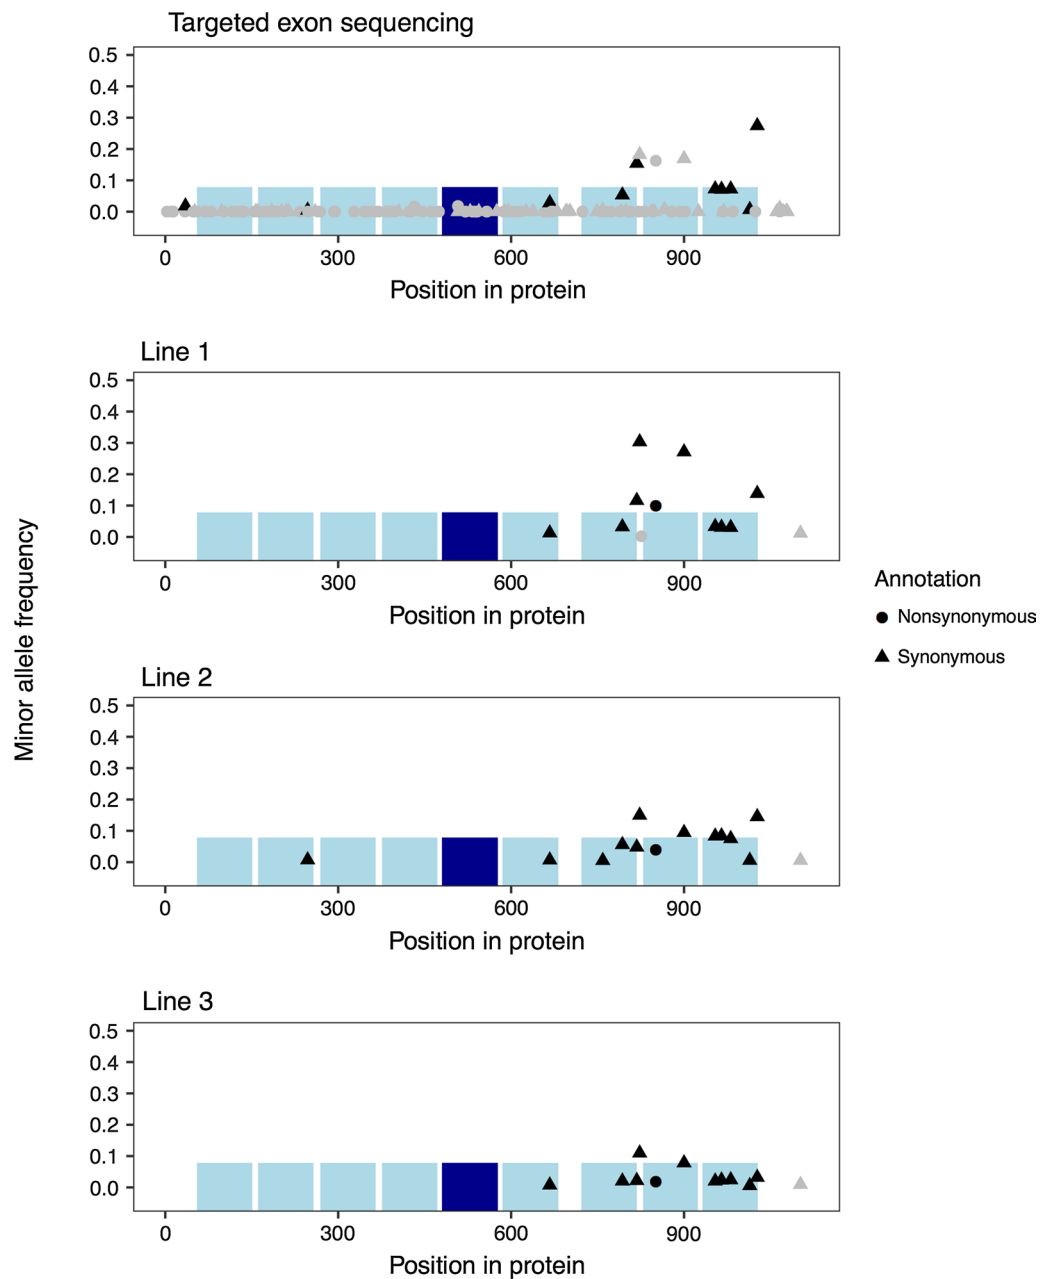 Targeted exon sequencing
0.5
0.4
0.3
0.2
0.1
0.0
0 300 600 900
Position in protein
Line 1
0.5
0.4
0.3
0.2
0.1
0.0
0 300 600 900
Position in protein
Minor allele frequency
Annotation
Nonsynonymous
Synonymous
Line 2
0.5
0.4
0.3
0.2
0.1
0.0
0 300 600 900
Position in protein
Line 3
0.5
0.4
0.3
0.2
0.1
0.0
0 300 600 900
Position in protein